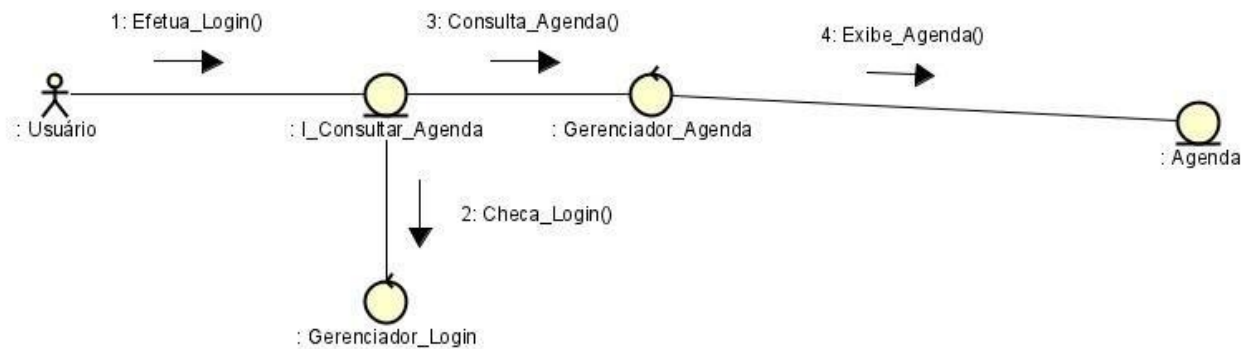 1: Efetua_Login()
3: Consulta_Agenda()
4: Exibe_Agenda()
: Usuário
: I_Consultar_Agenda
: Gerenciador_Agenda
: Agenda
2: Checa_Login()
: Gerenciador_Login